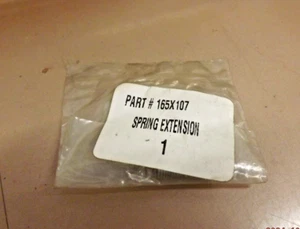 PART # 165X107
SPRING EXTENSION
1